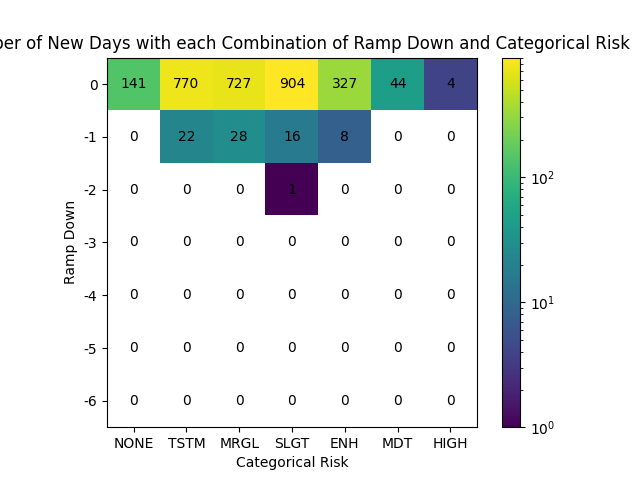 of New Days with each Combination of Ramp Down and Categorical Risk
0 141 770 727 904 327 44 4
-1 0 22 28 16 8 0 0
-2 0 0 0 1 0 0 0
-3 0 0 0 0 0 0 0
-4 0 0 0 0 0 0 0
-5 0 0 0 0 0 0 0
-6 0 0 0 0 0 0 0
NONE TSTM MRGL SLGT ENH MDT HIGH
Categorical Risk
Ramp Down
10²
10¹
10⁰